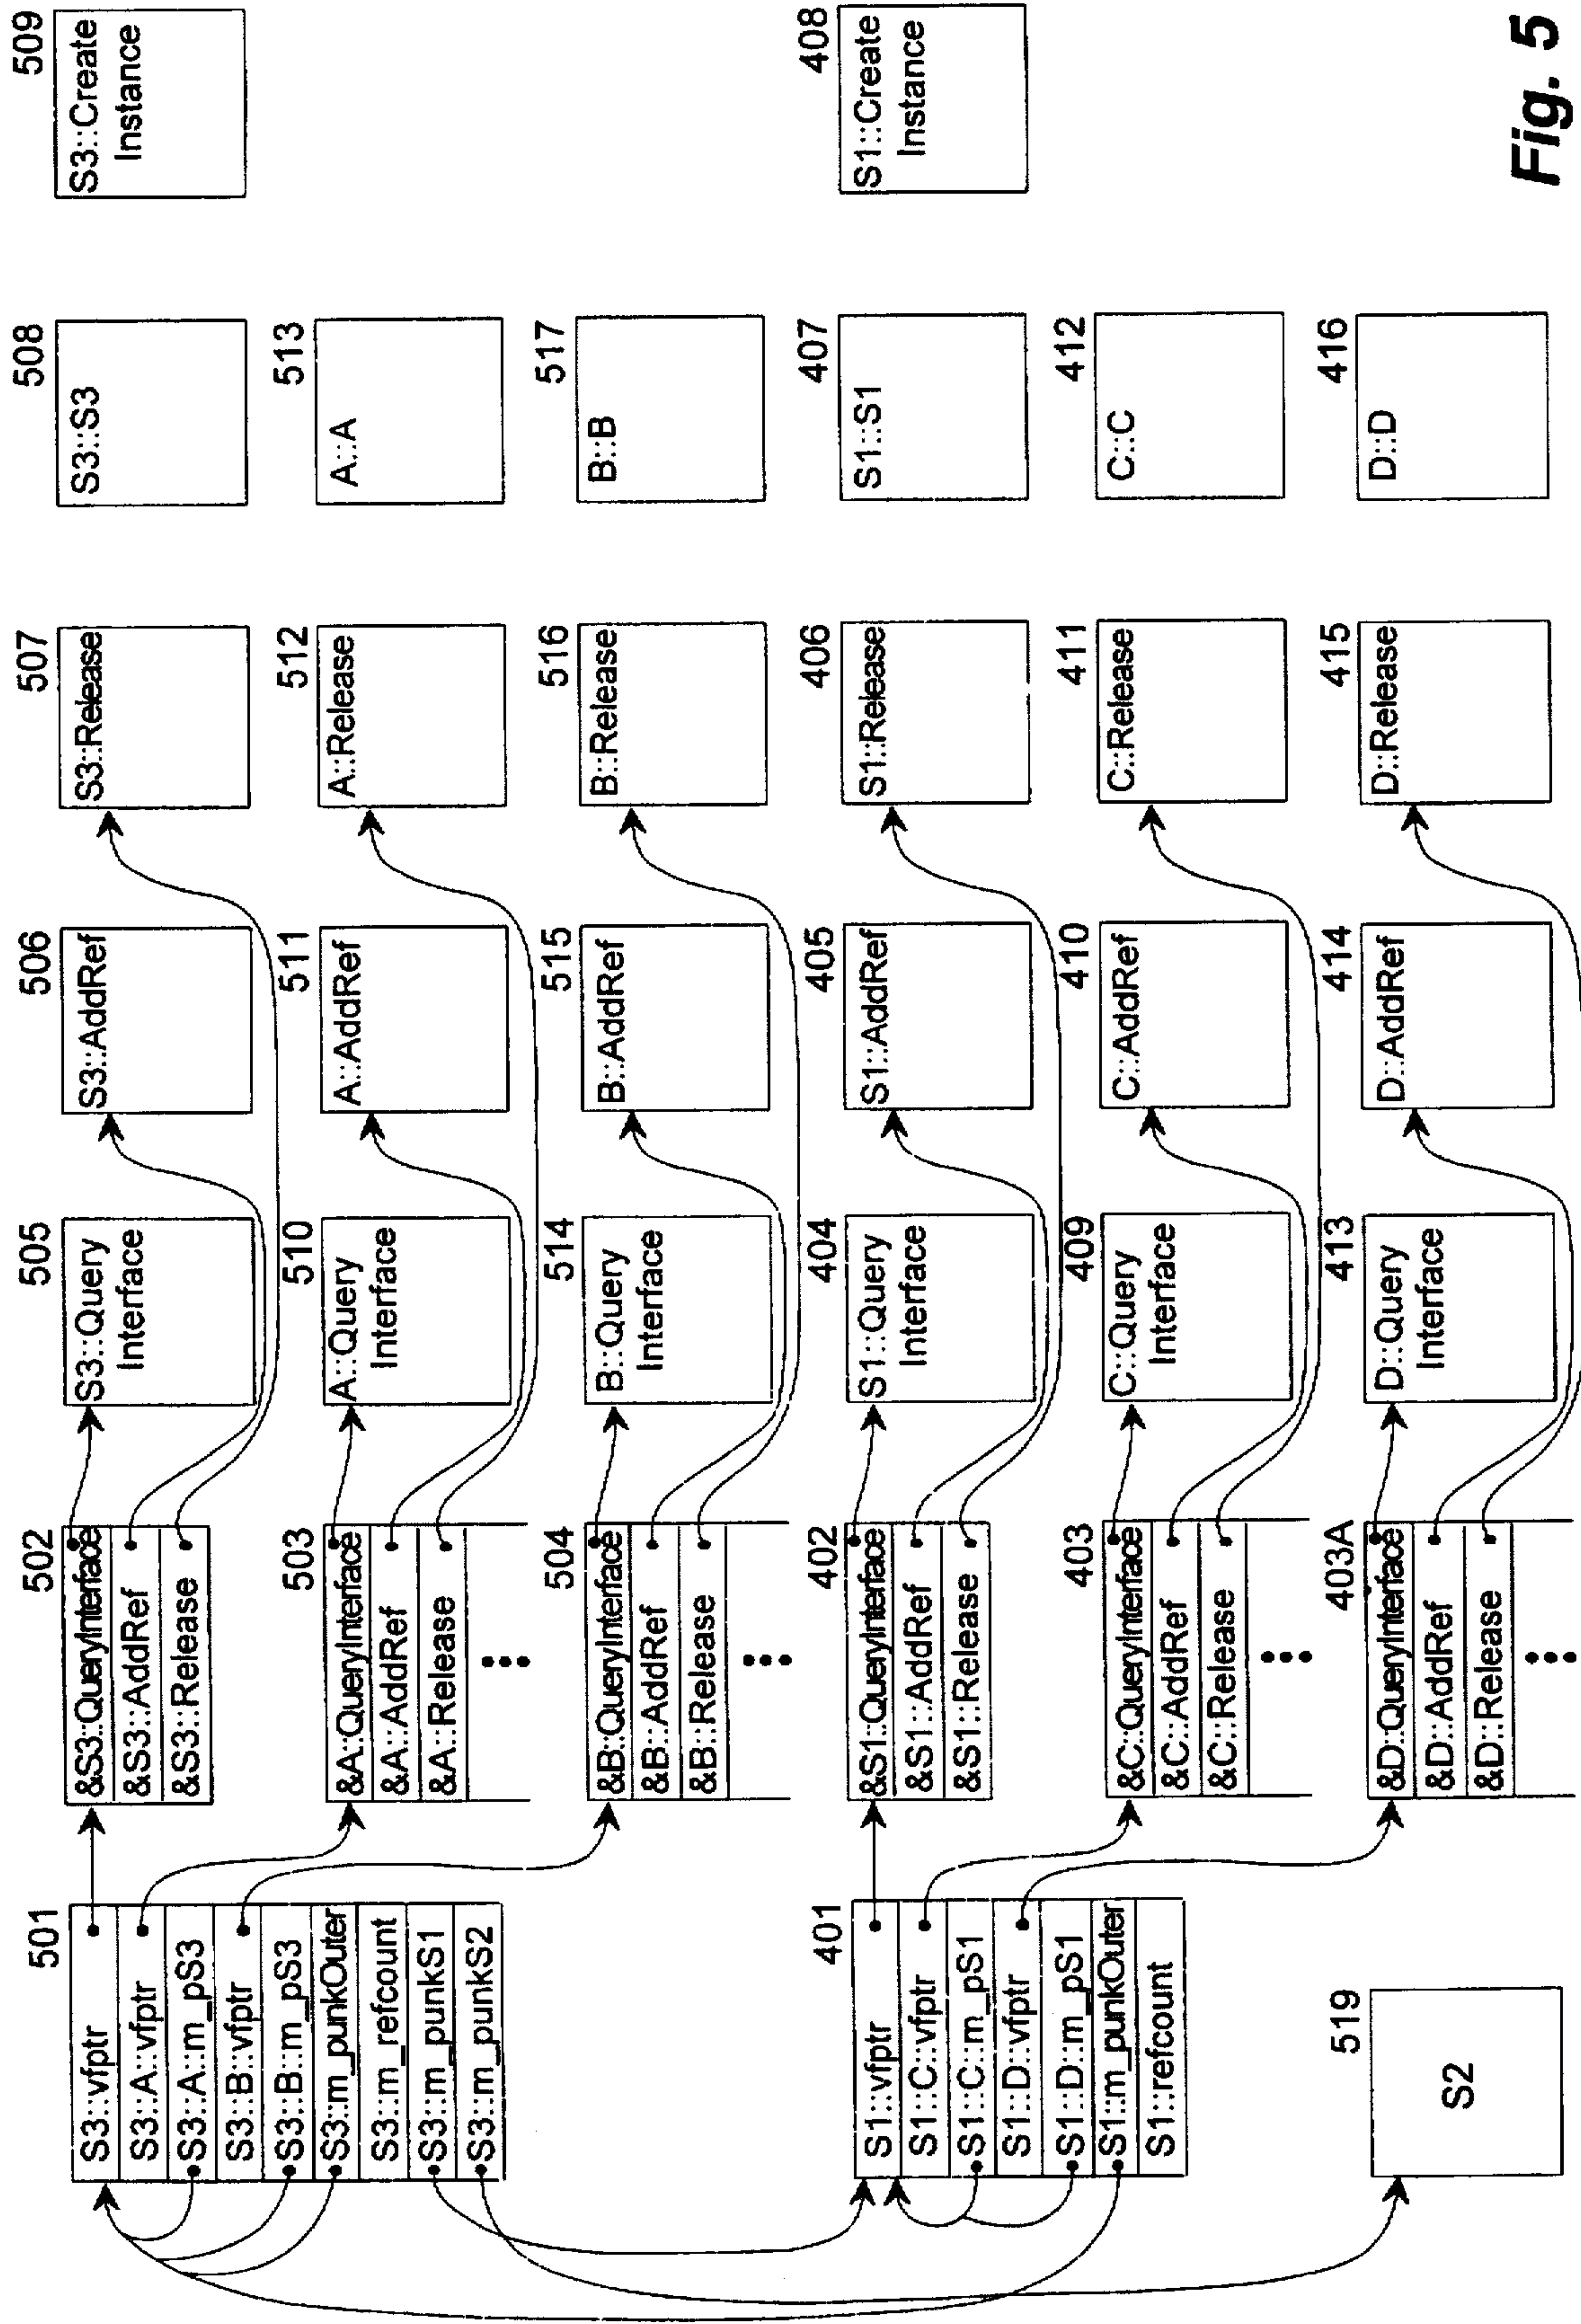 501
S3::vfptr
S3::A::vfptr
S3::A::m_pS3
S3::B::vfptr
S3::B::m_pS3
S3::m_punkOuter
S3::m_refcount
S3::m_punkS1
S3::m_punkS2
502
&S3::QueryInterface
&S3::AddRef
&S3::Release
505
S3::Query
Interface
506
S3::AddRef
507
S3::Release
508
S3::S3
509
S3::Create
Instance
503
&A::QueryInterface
&A::AddRef
&A::Release
510
A::Query
Interface
511
A::AddRef
512
A::Release
513
A::A
504
&B::QueryInterface
&B::AddRef
&B::Release
514
B::Query
Interface
515
B::AddRef
516
B::Release
517
B::B
401
S1::vfptr
S1::C::vfptr
S1::C::m_pS1
S1::D::vfptr
S1::D::m_pS1
S1::m_punkOuter
S1::refcount
402
&S1::QueryInterface
&S1::AddRef
&S1::Release
404
S1::Query
Interface
405
S1::AddRef
406
S1::Release
407
S1::S1
408
S1::Create
Instance
403
&C::QueryInterface
&C::AddRef
&C::Release
409
C::Query
Interface
410
C::AddRef
411
C::Release
412
C::C
519
S2
403A
&D::QueryInterface
&D::AddRef
&D::Release
413
D::Query
Interface
414
D::AddRef
415
D::Release
416
D::D
Fig. 5